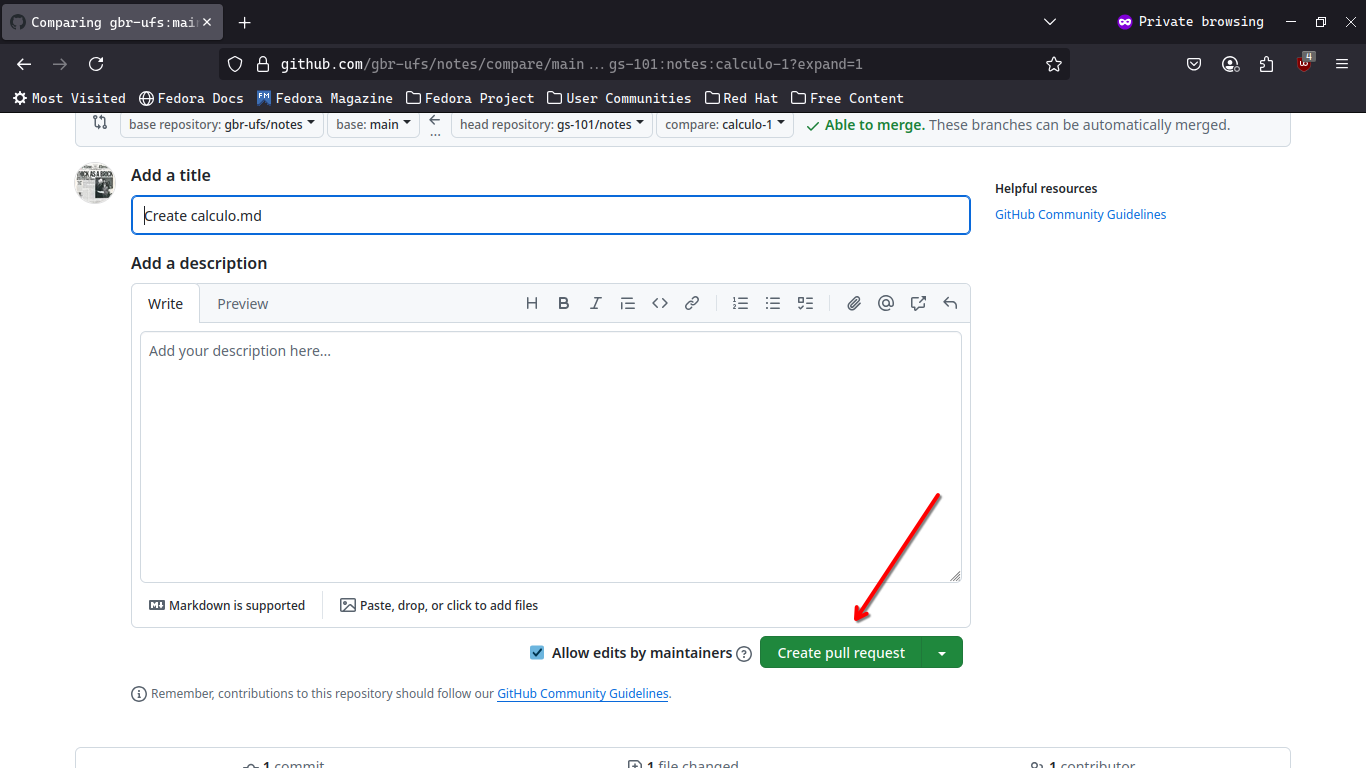 Comparing gbr-ufs:mai
Private browsing
github.com/gbr-ufs/notes/compare/main...gs-101:notes:calculo-1?expand=1
4
Most Visited Fedora Docs Fedora Magazine Fedora Project User Communities Red Hat Free Content
base repository: gbr-ufs/notes base: main ... head repository: gs-101/notes compare: calculo-1 Able to merge. These branches can be automatically merged.
Add a title
Helpful resources
Create calculo.md
GitHub Community Guidelines
Add a description
Write Preview
Add your description here...
Markdown is supported Paste, drop, or click to add files
Allow edits by maintainers Create pull request
Remember, contributions to this repository should follow our GitHub Community Guidelines.
1 commit 1 file changed 1 contributor